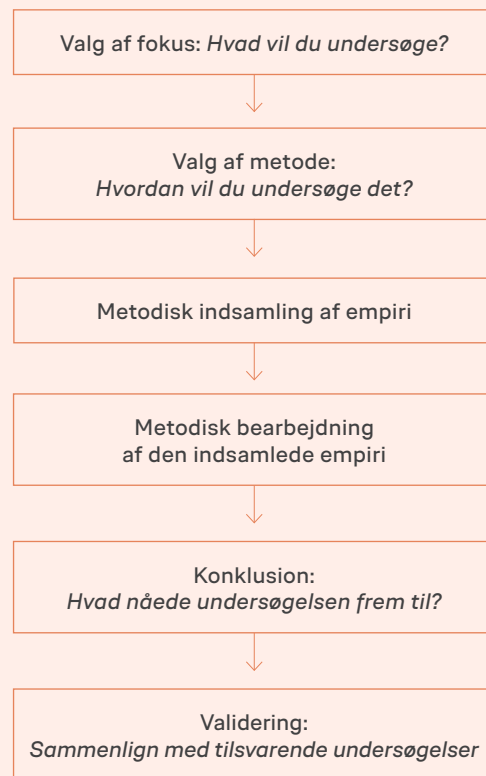 Valg af fokus: Hvad vil du undersøge?
Valg af metode:
Hvordan vil du undersøge det?
Metodisk indsamling af empiri
Metodisk bearbejdning
af den indsamlede empiri
Konklusion:
Hvad nåede undersøgelsen frem til?
Validering:
Sammenlign med tilsvarende undersøgelser